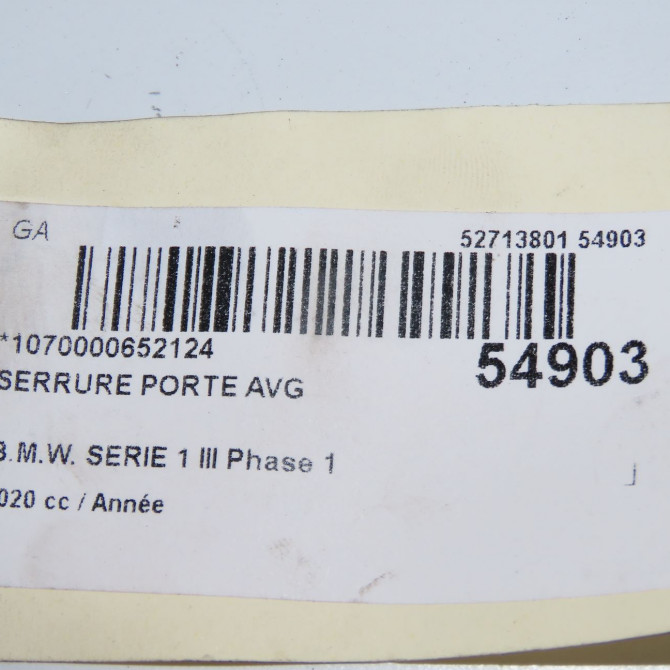 GA
52713801 54903
*1070000652124
54903
SERRURE PORTE AVG
B.M.W. SERIE 1 III Phase 1
020 cc / Année